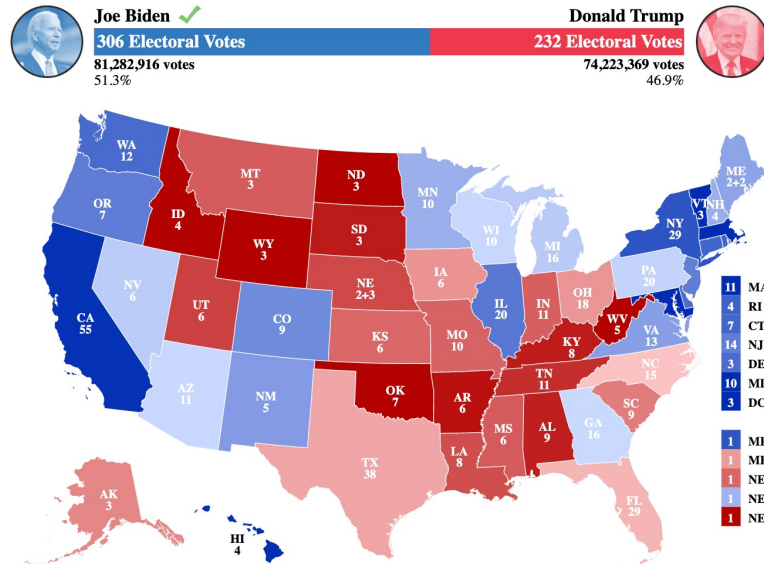 Joe Biden
Donald Trump
306 Electoral Votes
232 Electoral Votes
81,282,916 votes
74,223,369 votes
51.3%
46.9%
WA
12
OR
7
CA
55
NV
6
ID
4
MT
3
WY
3
UT
6
AZ
11
CO
9
NM
5
ND
3
SD
3
NE
2+3
KS
6
OK
7
TX
38
MN
10
IA
6
MO
10
AR
6
LA
8
WI
10
IL
20
MI
16
IN
11
OH
18
KY
8
TN
11
MS
6
AL
9
GA
16
FL
29
SC
9
NC
15
VA
13
WV
5
PA
20
NY
29
VT
3
NH
4
ME
2+2
AK
3
HI
4
11 MA
4 RI
7 CT
14 NJ
3 DE
10 MD
3 DC
1 ME
1 ME
1 NE
1 NE
1 NE